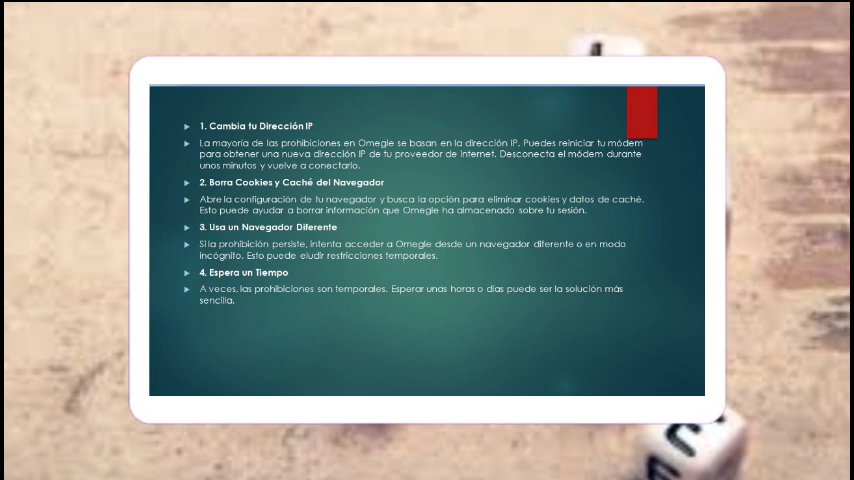 1. Cambia tu Dirección IP
La mayoría de las prohibiciones en Omegle se basan en la dirección IP. Puedes reiniciar tu módem
para obtener una nueva dirección IP de tu proveedor de internet. Desconecta el módem durante
unos minutos y vuelve a conectarlo.
2. Borra Cookies y Caché del Navegador
Abre la configuración de tu navegador y busca la opción para eliminar cookies y datos de caché.
Esto puede ayudar a borrar información que Omegle ha almacenado sobre tu sesión.
3. Usa un Navegador Diferente
Si la prohibición persiste, intenta acceder a Omegle desde un navegador diferente o en modo
incógnito. Esto puede eludir restricciones temporales.
4. Espera un Tiempo
A veces, las prohibiciones son temporales. Esperar unas horas o días puede ser la solución más
sencilla.